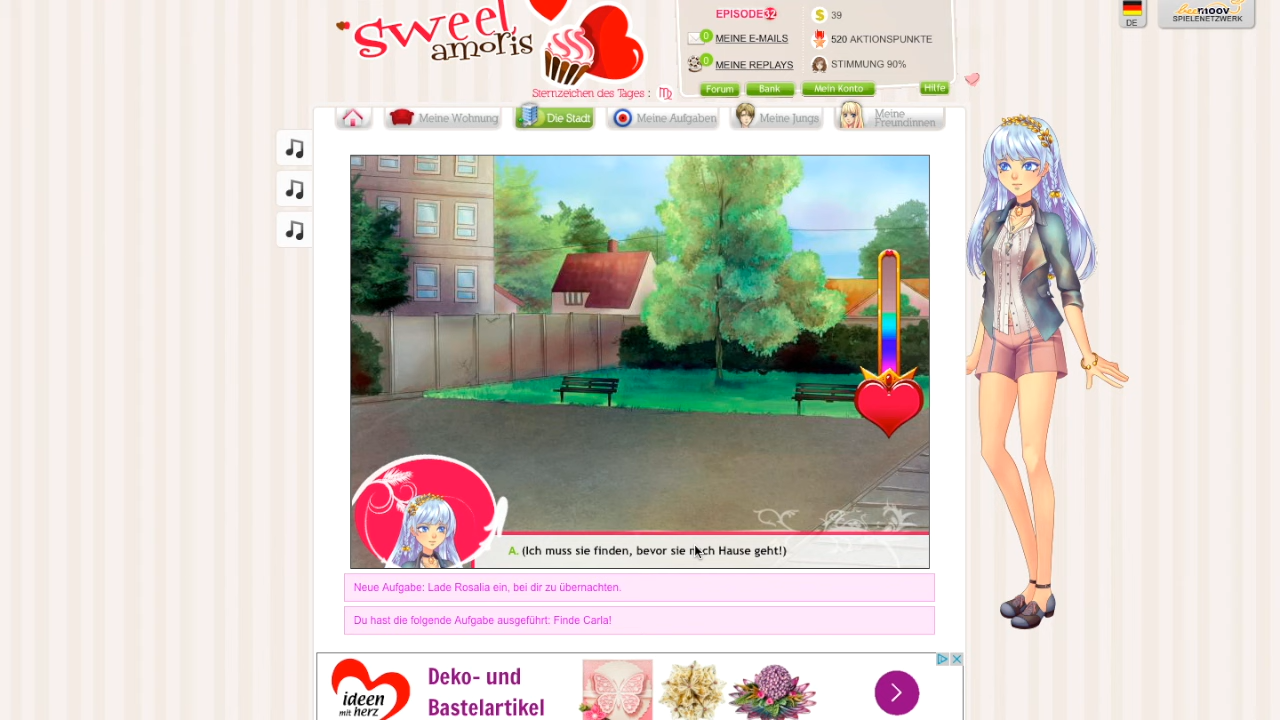 Sweet
amoris
EPISODE 32
39
0 MEINE E-MAILS
520 AKTIONSPUNKTE
0 MEINE REPLAYS
STIMMUNG 90%
Sternzeichen des Tages :
Forum
Bank
Mein Konto
Hilfe
DE
beemoov
SPIELENETZWERK
Meine Wohnung
Die Stadt
Meine Aufgaben
Meine Jungs
Meine
Freundinnen
A. (Ich muss sie finden, bevor sie nach Hause geht!)
Neue Aufgabe: Lade Rosalia ein, bei dir zu übernachten.
Du hast die folgende Aufgabe ausgeführt: Finde Carla!
ideen
mit herz
Deko- und
Bastelartikel